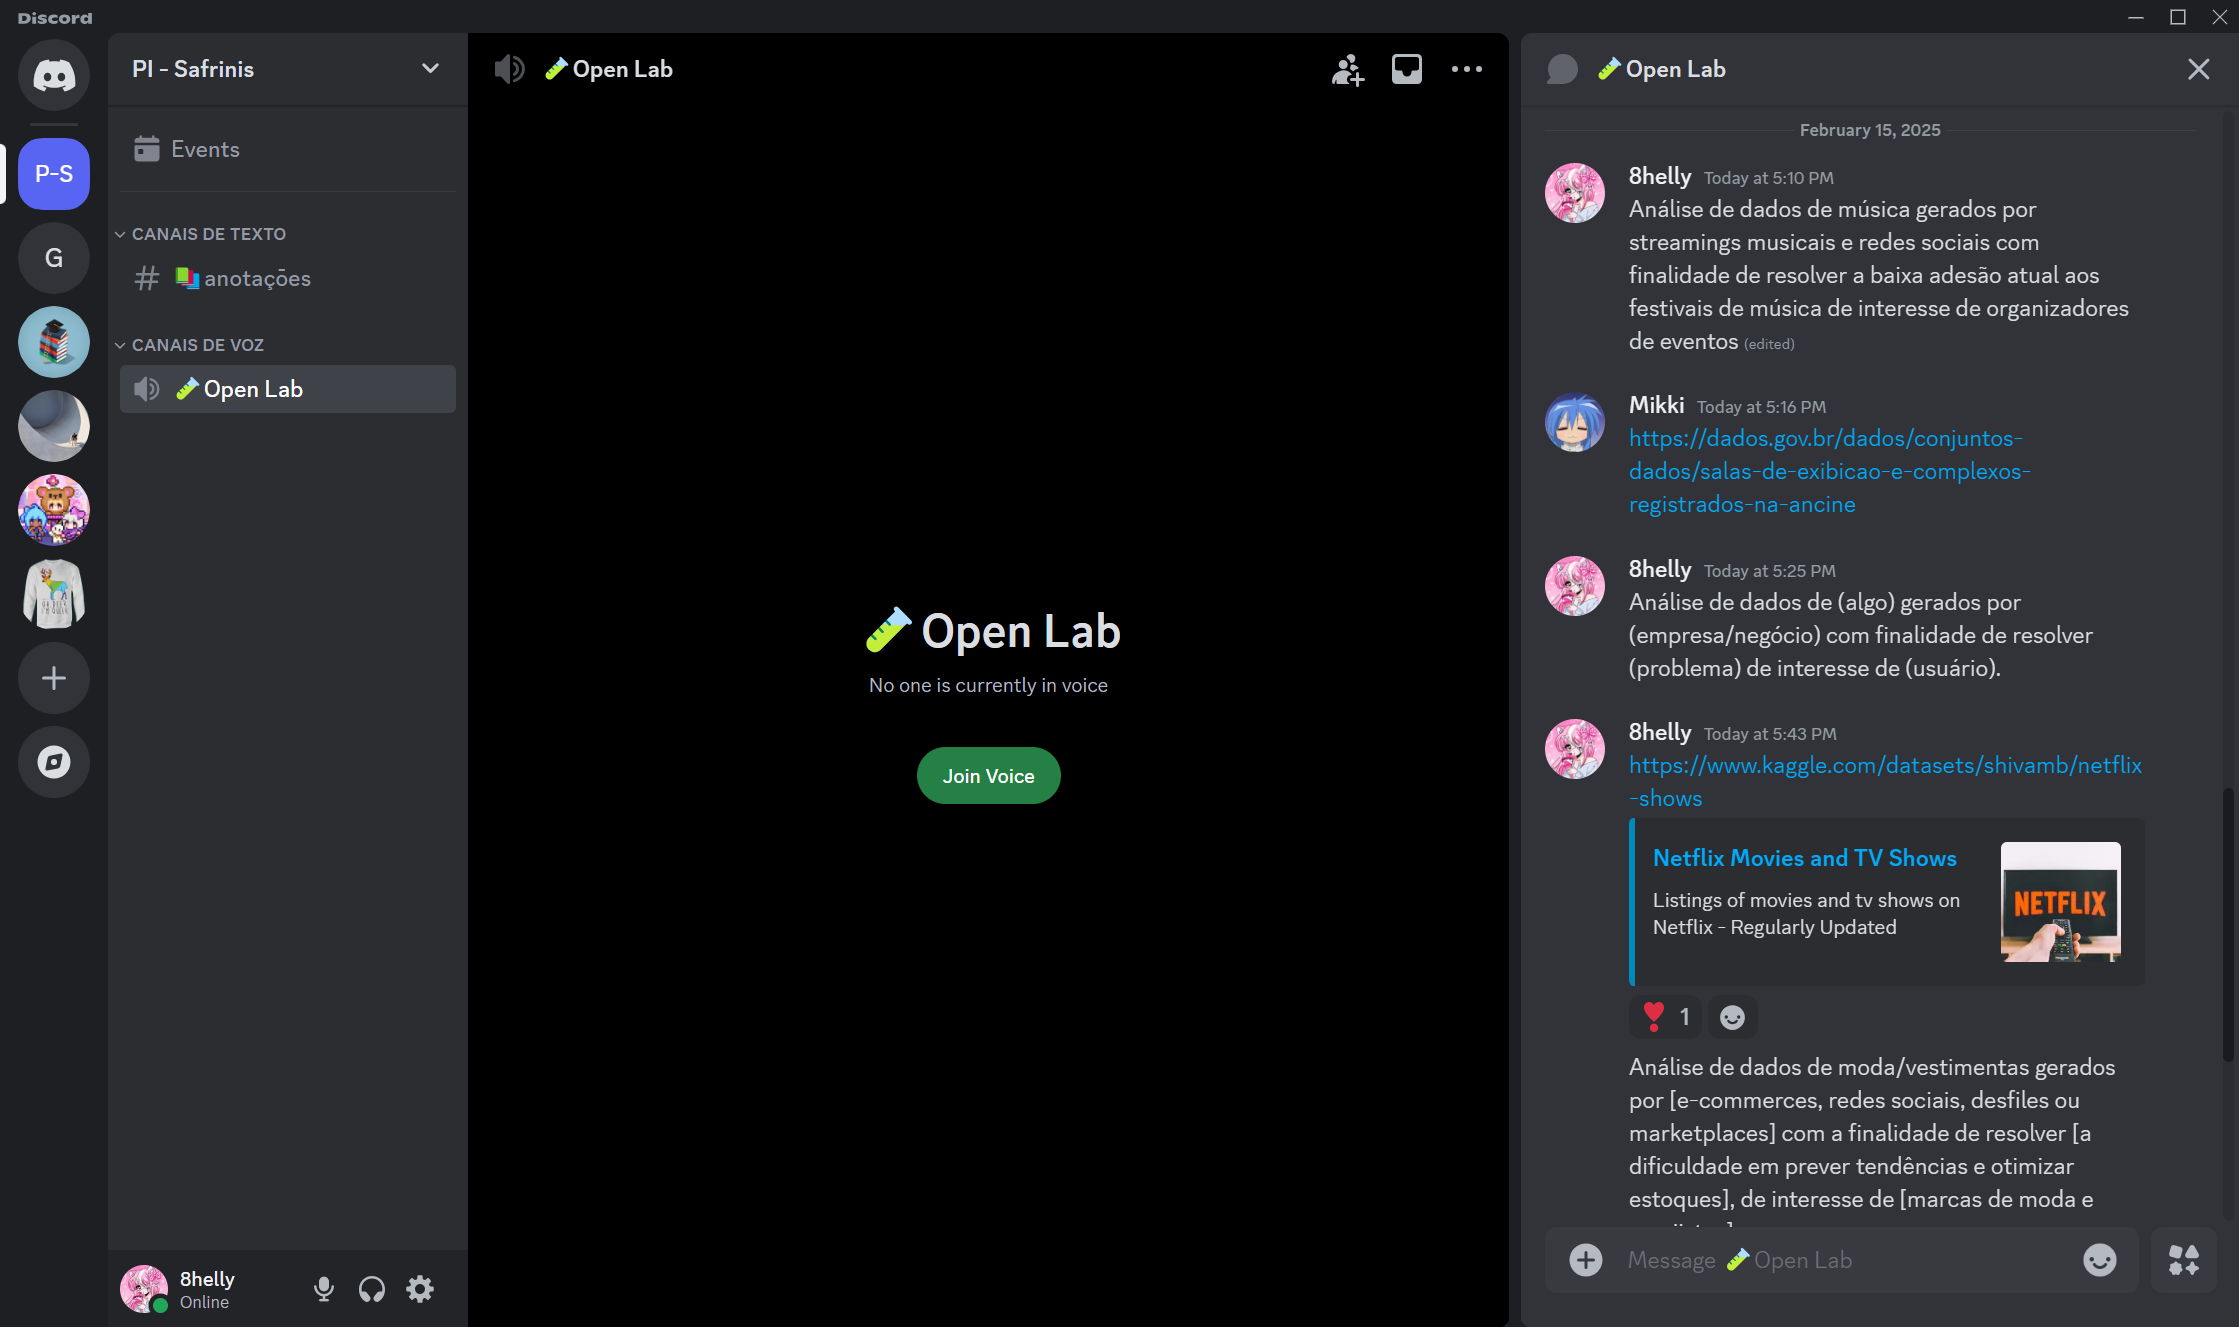 Discord
PI - Safrinis
Events
CANAIS DE TEXTO
anotações
CANAIS DE VOZ
Open Lab
P-S
G
8helly
Online
Open Lab
Open Lab
No one is currently in voice
Join Voice
Open Lab
February 15, 2025
8helly Today at 5:10 PM
Análise de dados de música gerados por
streamings musicais e redes sociais com
finalidade de resolver a baixa adesão atual aos
festivais de música de interesse de organizadores
de eventos (edited)
Mikki Today at 5:16 PM
https://dados.gov.br/dados/conjuntos-
dados/salas-de-exibicao-e-complexos-
registrados-na-ancine
8helly Today at 5:25 PM
Análise de dados de (algo) gerados por
(empresa/negócio) com finalidade de resolver
(problema) de interesse de (usuário).
8helly Today at 5:43 PM
https://www.kaggle.com/datasets/shivamb/netflix
-shows
Netflix Movies and TV Shows
Listings of movies and tv shows on
Netflix - Regularly Updated
NETFLIX
1
Análise de dados de moda/vestimentas gerados
por [e-commerces, redes sociais, desfiles ou
marketplaces] com a finalidade de resolver [a
dificuldade em prever tendências e otimizar
estoques], de interesse de [marcas de moda e
Message Open Lab